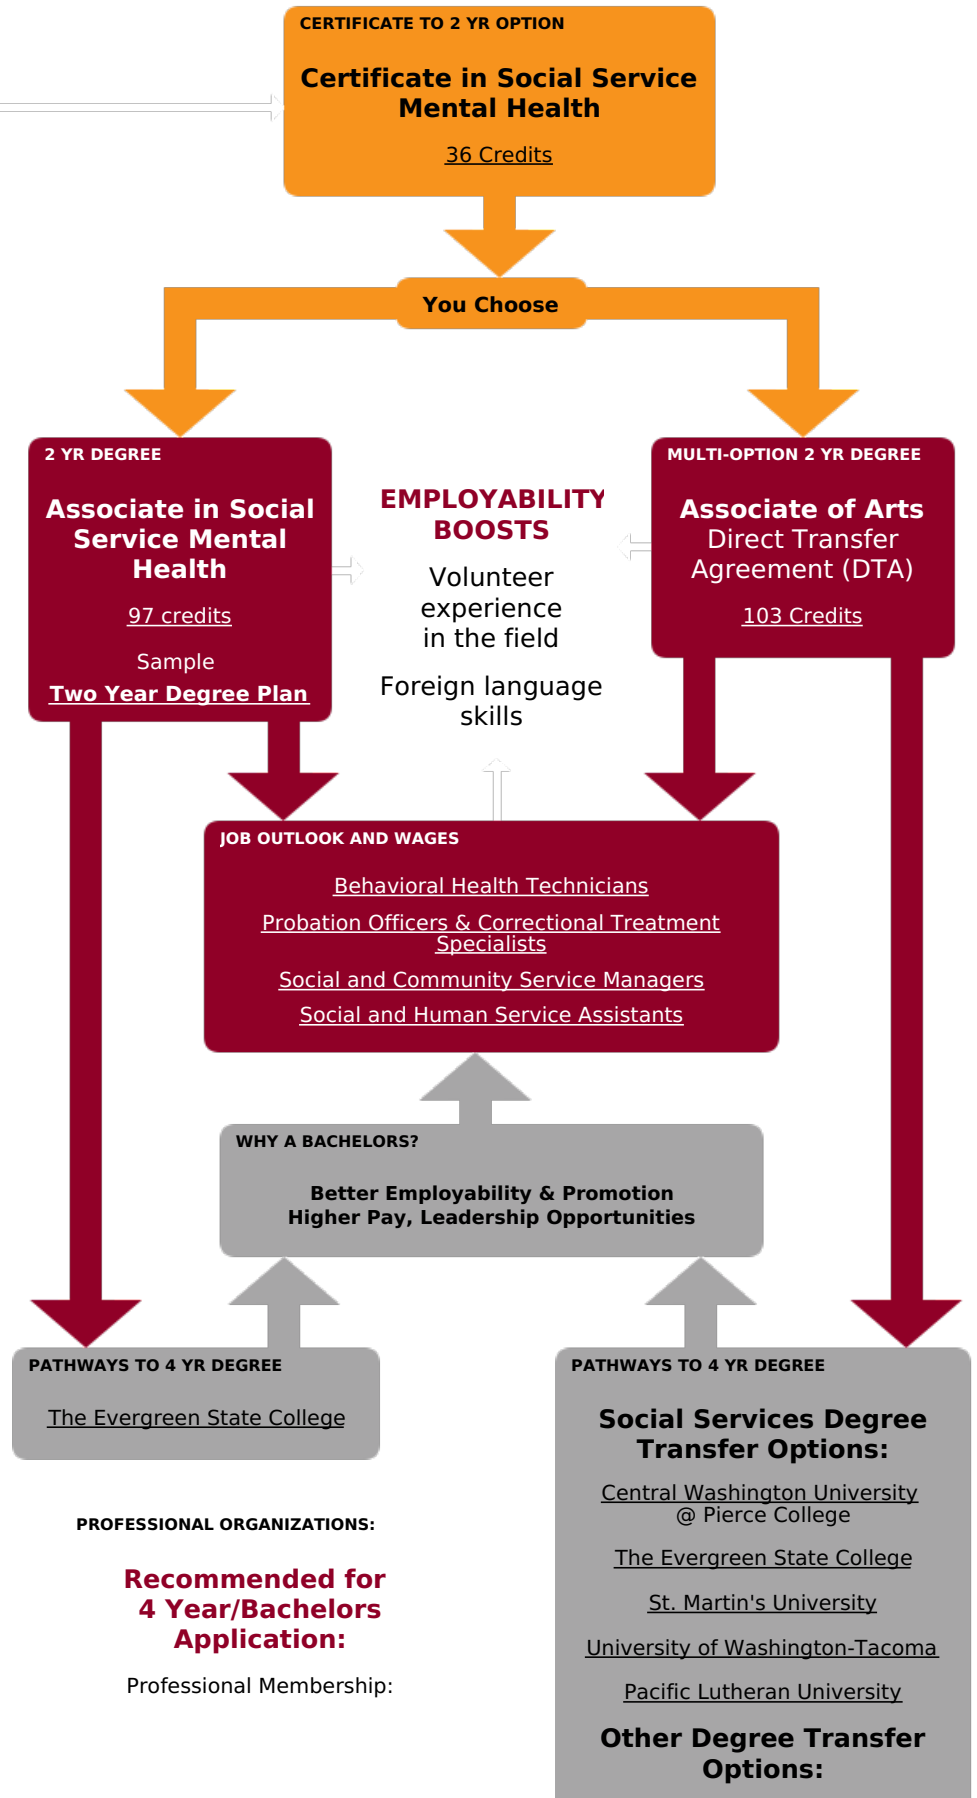 CERTIFICATE TO 2 YR OPTION
Certificate in Social Service
Mental Health
36 Credits
You Choose
2 YR DEGREE
Associate in Social
Service Mental
Health
97 credits
Sample
Two Year Degree Plan
EMPLOYABILITY
BOOSTS
Volunteer
experience
in the field
Foreign language
skills
MULTI-OPTION 2 YR DEGREE
Associate of Arts
Direct Transfer
Agreement (DTA)
103 Credits
JOB OUTLOOK AND WAGES
Behavioral Health Technicians
Probation Officers & Correctional Treatment
Specialists
Social and Community Service Managers
Social and Human Service Assistants
WHY A BACHELORS?
Better Employability & Promotion
Higher Pay, Leadership Opportunities
PATHWAYS TO 4 YR DEGREE
The Evergreen State College
PROFESSIONAL ORGANIZATIONS:
Recommended for
4 Year/Bachelors
Application:
Professional Membership:
PATHWAYS TO 4 YR DEGREE
Social Services Degree
Transfer Options:
Central Washington University
@ Pierce College
The Evergreen State College
St. Martin's University
University of Washington-Tacoma
Pacific Lutheran University
Other Degree Transfer
Options: